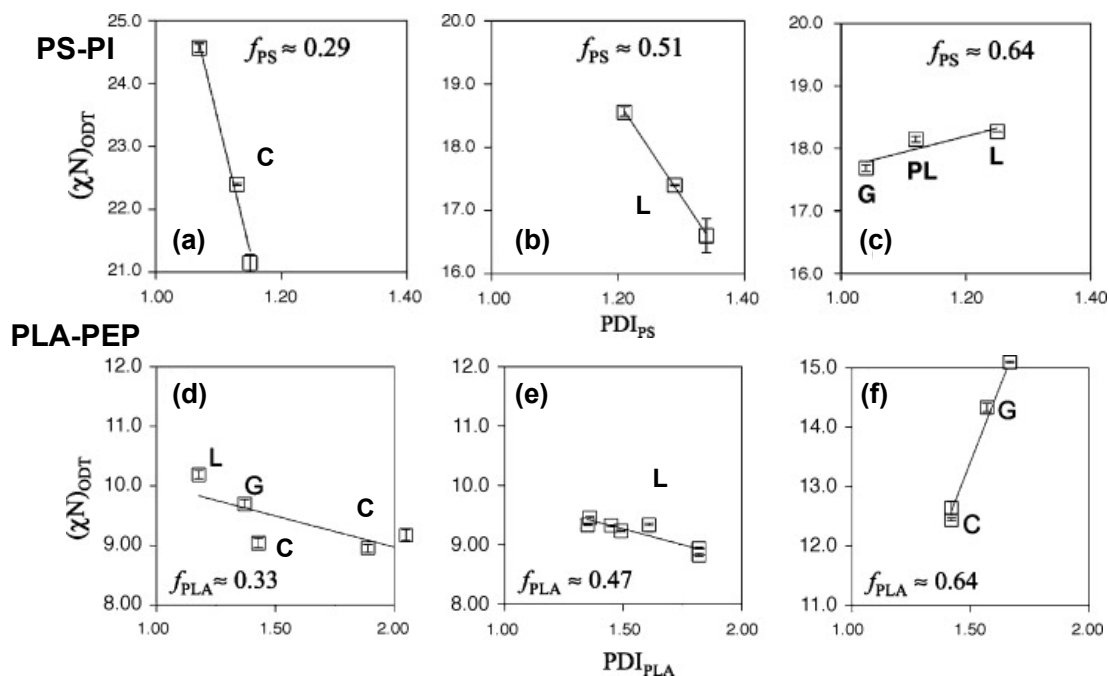 PS-PI
25.0
24.0
23.0
22.0
21.0
(χN)ODT
fPS ≈ 0.29
C
(a)
1.00
1.20
1.40
20.0
19.0
18.0
17.0
16.0
fPS ≈ 0.51
L
(b)
1.00
1.20
1.40
20.0
19.0
18.0
17.0
16.0
fPS ≈ 0.64
G
PL
L
(c)
1.00
1.20
1.40
PDIPS
PLA-PEP
12.0
11.0
10.0
9.00
8.00
(χN)ODT
(d)
L
G
C
C
fPLA ≈ 0.33
1.00
1.50
2.00
12.0
11.0
10.0
9.00
8.00
(e)
L
fPLA ≈ 0.47
1.00
1.50
2.00
15.0
14.0
13.0
12.0
11.0
(f)
G
C
fPLA ≈ 0.64
1.00
1.50
2.00
PDIPLA